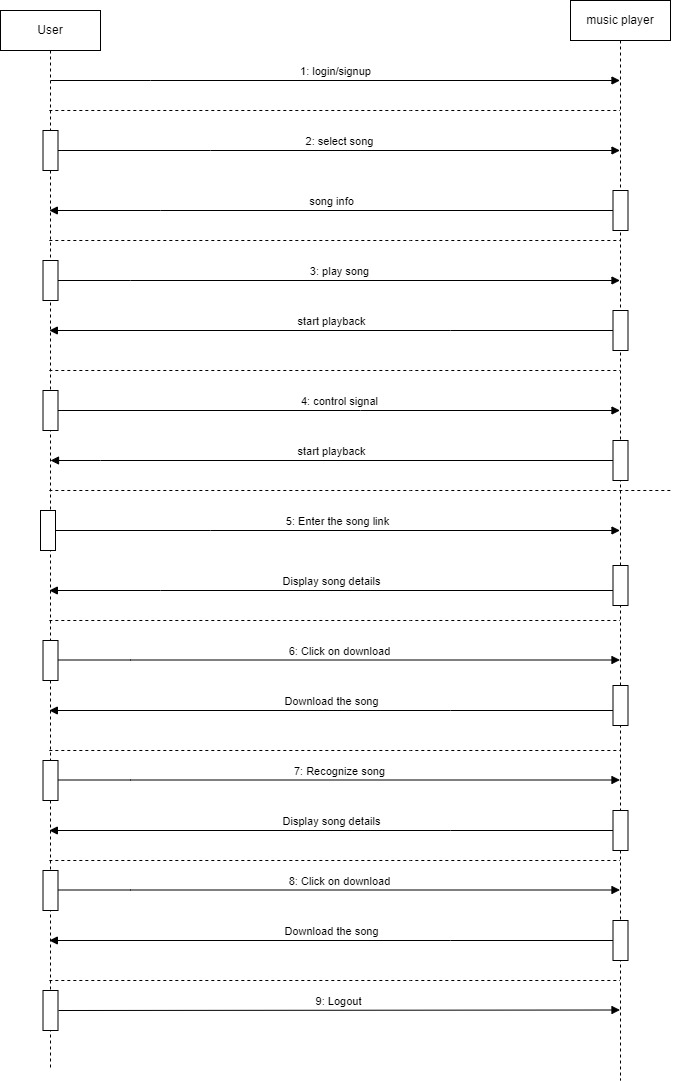 User
music player
1: login/signup
2: select song
song info
3: play song
start playback
4: control signal
start playback
5: Enter the song link
Display song details
6: Click on download
Download the song
7: Recognize song
Display song details
8: Click on download
Download the song
9: Logout